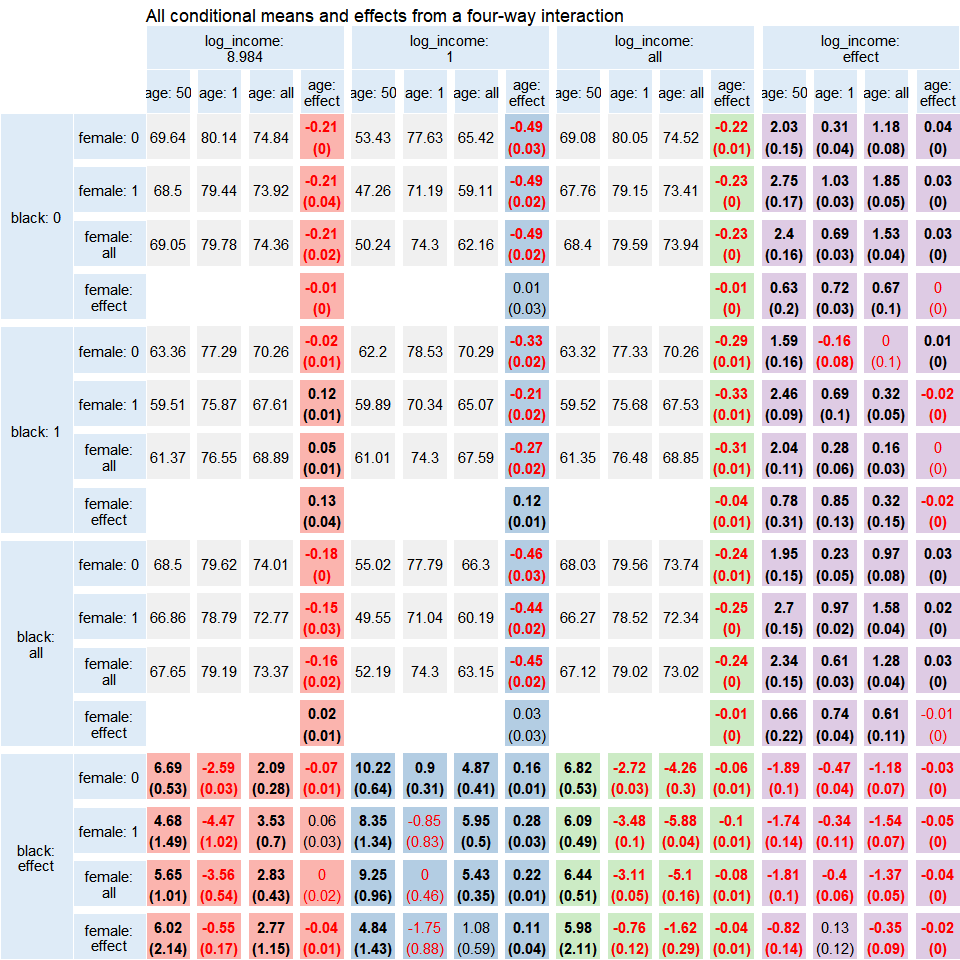 All conditional means and effects from a four-way interaction
log_income: log_income: log_income: log_income:
8.984 1 all effect
age: 50 age: 1 age: all age: effect age: 50 age: 1 age: all age: effect age: 50 age: 1 age: all age: effect age: 50 age: 1 age: all age: effect
black: 0
female: 0 69.64 80.14 74.84 -0.21 53.43 77.63 65.42 -0.49 69.08 80.05 74.52 -0.22 2.03 0.31 1.18 0.04
(0) (0.03) (0.01) (0.15) (0.04) (0.08) (0)
female: 1 68.5 79.44 73.92 -0.21 47.26 71.19 59.11 -0.49 67.76 79.15 73.41 -0.23 2.75 1.03 1.85 0.03
(0.04) (0.02) (0) (0.17) (0.03) (0.05) (0)
female: all 69.05 79.78 74.36 -0.21 50.24 74.3 62.16 -0.49 68.4 79.59 73.94 -0.23 2.4 0.69 1.53 0.03
(0.02) (0.02) (0) (0.16) (0.03) (0.04) (0)
female: effect -0.01 0.01 -0.01 0.63 0.72 0.67 0
(0) (0.03) (0) (0.2) (0.03) (0.1) (0)
black: 1
female: 0 63.36 77.29 70.26 -0.02 62.2 78.53 70.29 -0.33 63.32 77.33 70.26 -0.29 1.59 -0.16 0 0.01
(0.01) (0.02) (0.01) (0.16) (0.08) (0.1) (0)
female: 1 59.51 75.87 67.61 0.12 59.89 70.34 65.07 -0.21 59.52 75.68 67.53 -0.33 2.46 0.69 0.32 -0.02
(0.01) (0.02) (0.01) (0.09) (0.1) (0.05) (0)
female: all 61.37 76.55 68.89 0.05 61.01 74.3 67.59 -0.27 61.35 76.48 68.85 -0.31 2.04 0.28 0.16 0
(0.01) (0.02) (0.01) (0.11) (0.06) (0.03) (0)
female: effect 0.13 0.12 -0.04 0.78 0.85 0.32 -0.02
(0.04) (0.01) (0.01) (0.31) (0.13) (0.15) (0)
black: all
female: 0 68.5 79.62 74.01 -0.18 55.02 77.79 66.3 -0.46 68.03 79.56 73.74 -0.24 1.95 0.23 0.97 0.03
(0) (0.03) (0.01) (0.15) (0.05) (0.08) (0)
female: 1 66.86 78.79 72.77 -0.15 49.55 71.04 60.19 -0.44 66.27 78.52 72.34 -0.25 2.7 0.97 1.58 0.02
(0.03) (0.02) (0) (0.15) (0.02) (0.04) (0)
female: all 67.65 79.19 73.37 -0.16 52.19 74.3 63.15 -0.45 67.12 79.02 73.02 -0.24 2.34 0.61 1.28 0.03
(0.02) (0.02) (0) (0.15) (0.03) (0.04) (0)
female: effect 0.02 0.03 -0.01 0.66 0.74 0.61 -0.01
(0.01) (0.03) (0) (0.22) (0.04) (0.11) (0)
black: effect
female: 0 6.69 -2.59 2.09 -0.07 10.22 0.9 4.87 0.16 6.82 -2.72 -4.26 -0.06 -1.89 -0.47 -1.18 -0.03
(0.53) (0.03) (0.28) (0.01) (0.64) (0.31) (0.41) (0.01) (0.53) (0.03) (0.3) (0.01) (0.1) (0.04) (0.07) (0)
female: 1 4.68 -4.47 3.53 0.06 8.35 -0.85 5.95 0.28 6.09 -3.48 -5.88 -0.1 -1.74 -0.34 -1.54 -0.05
(1.49) (1.02) (0.7) (0.03) (1.34) (0.83) (0.5) (0.03) (0.49) (0.1) (0.04) (0.01) (0.14) (0.11) (0.07) (0)
female: all 5.65 -3.56 2.83 0 9.25 0 5.43 0.22 6.44 -3.11 -5.1 -0.08 -1.81 -0.4 -1.37 -0.04
(1.01) (0.54) (0.43) (0.02) (0.96) (0.46) (0.35) (0.01) (0.51) (0.05) (0.16) (0.01) (0.1) (0.06) (0.05) (0)
female: effect 6.02 -0.55 2.77 -0.04 4.84 -1.75 1.08 0.11 5.98 -0.76 -1.62 -0.04 -0.82 0.13 -0.35 -0.02
(2.14) (0.17) (1.15) (0.01) (1.43) (0.88) (0.59) (0.04) (2.11) (0.12) (0.29) (0.01) (0.14) (0.12) (0.09) (0)